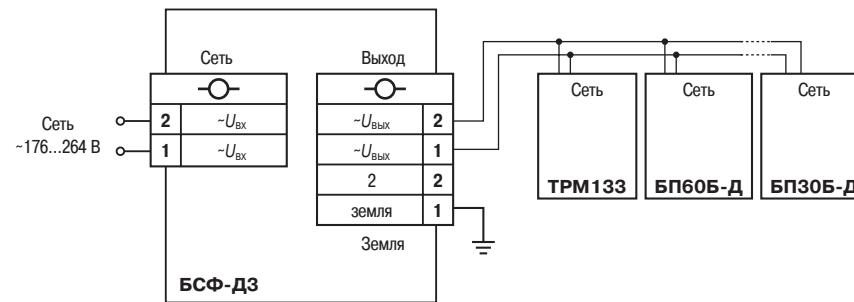 Сеть
Выход
Сеть
~176...264 В
2 ~Uвх
1 ~Uвх
~Uвых 2
~Uвых 1
2 2
земля 1
Земля
БСФ-Д3
Сеть
ТРМ133
Сеть
БП60Б-Д
Сеть
БП30Б-Д